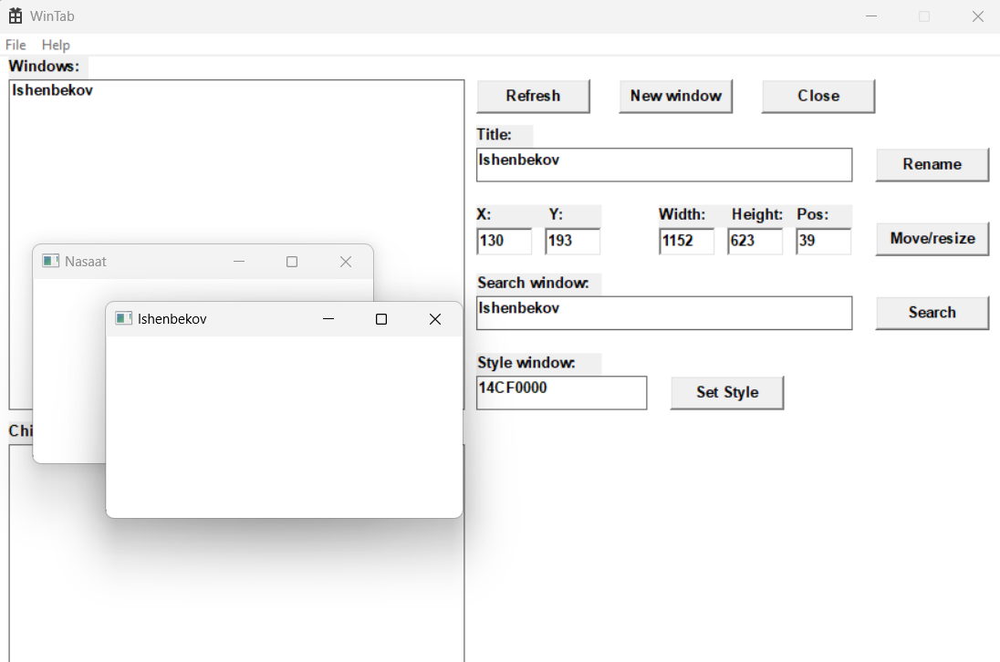 WinTab
File Help
Windows:
Ishenbekov
Refresh New window Close
Title:
Ishenbekov
Rename
X: Y: Width: Height: Pos:
130 193 1152 623 39
Move/resize
Search window:
Ishenbekov
Search
Style window:
14CF0000
Set Style
Nasaat
Ishenbekov
Chi